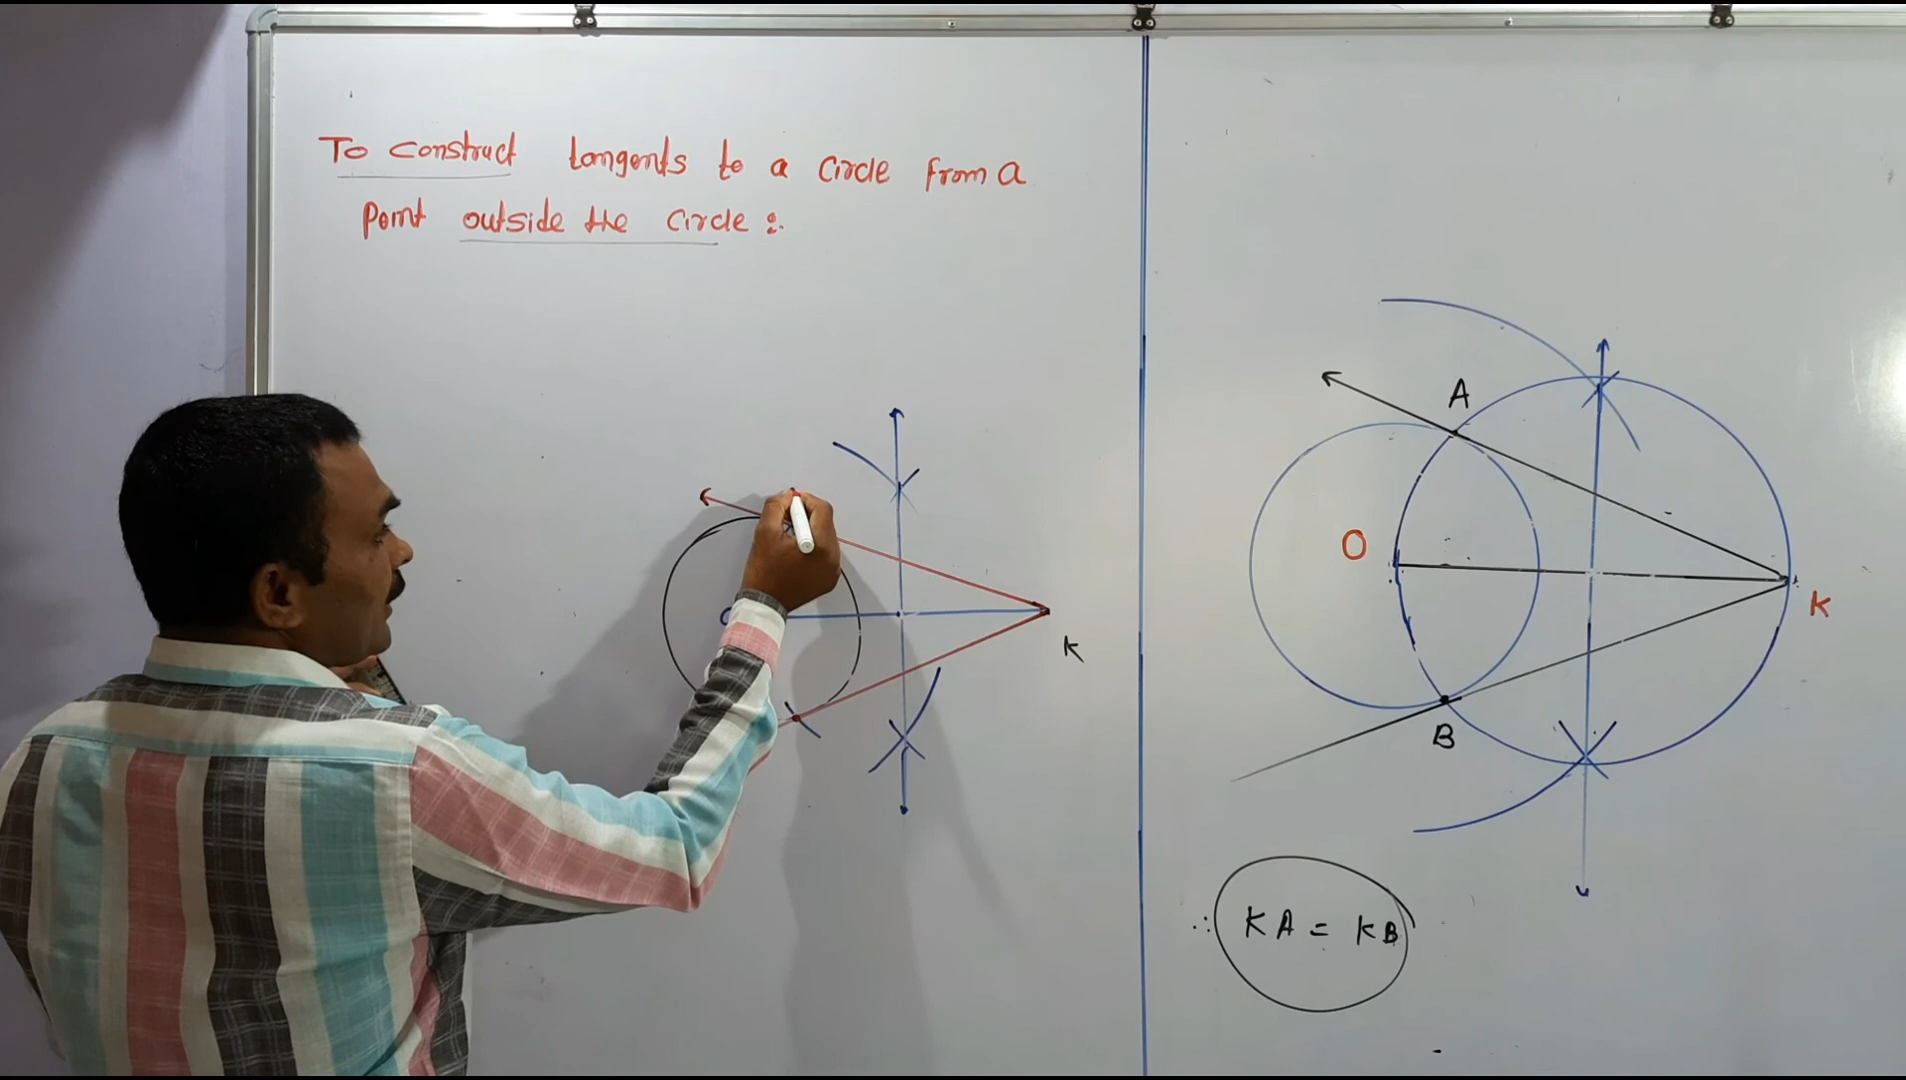 To construct tangents to a circle from a
Point outside the circle :.
K
A
O
K
B
∴ KA = KB